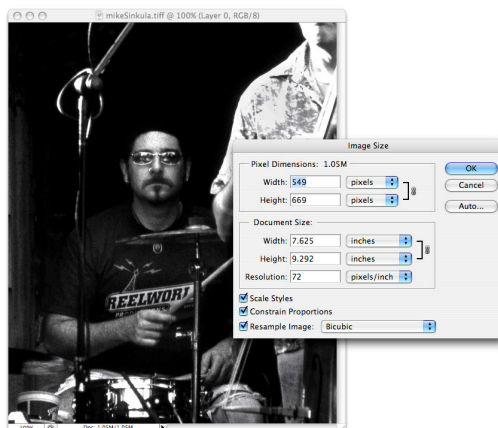 mikeSinkula.tiff @ 100% (Layer 0, RGB/8)
Image Size
Pixel Dimensions: 1.05M
Width: 549 pixels
Height: 669 pixels
Document Size:
Width: 7.625 inches
Height: 9.292 inches
Resolution: 72 pixels/inch
Scale Styles
Constrain Proportions
Resample Image: Bicubic
OK
Cancel
Auto...
PRODUCTIONS
100% Doc: 1.05M/1.05M